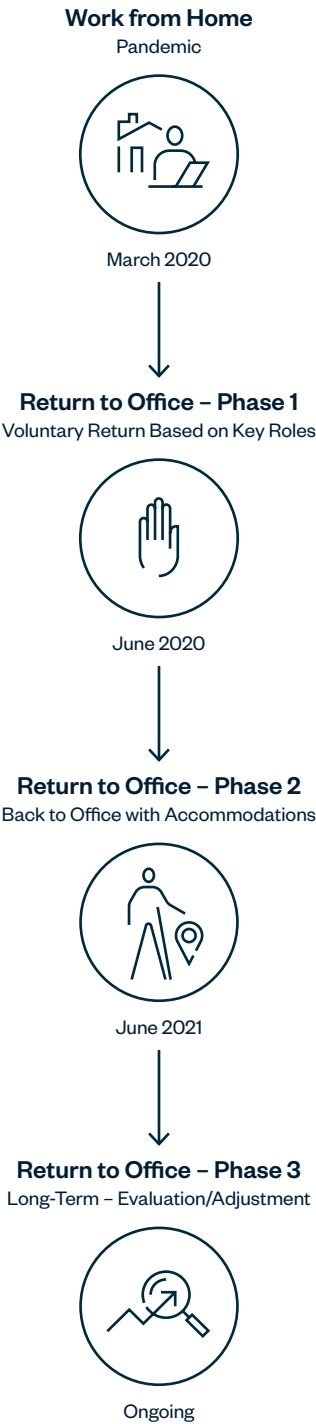 Work from Home
Pandemic
March 2020
Return to Office – Phase 1
Voluntary Return Based on Key Roles
June 2020
Return to Office – Phase 2
Back to Office with Accommodations
June 2021
Return to Office – Phase 3
Long-Term – Evaluation/Adjustment
Ongoing